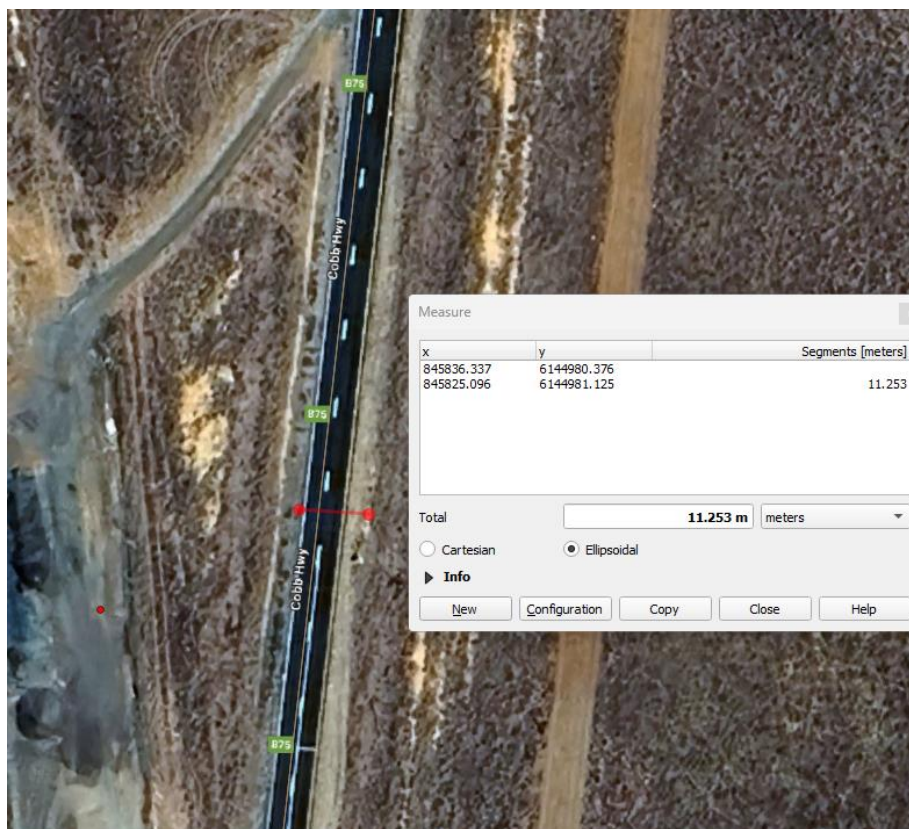 B75
Cobb Hwy
Measure
x y Segments [meters]
845836.337 6144980.376
845825.096 6144981.125 11.253
B75
Total 11.253 m meters
Cartesian Ellipsoidal
Info
Cobb Hwy
New Configuration Copy Close Help
B75